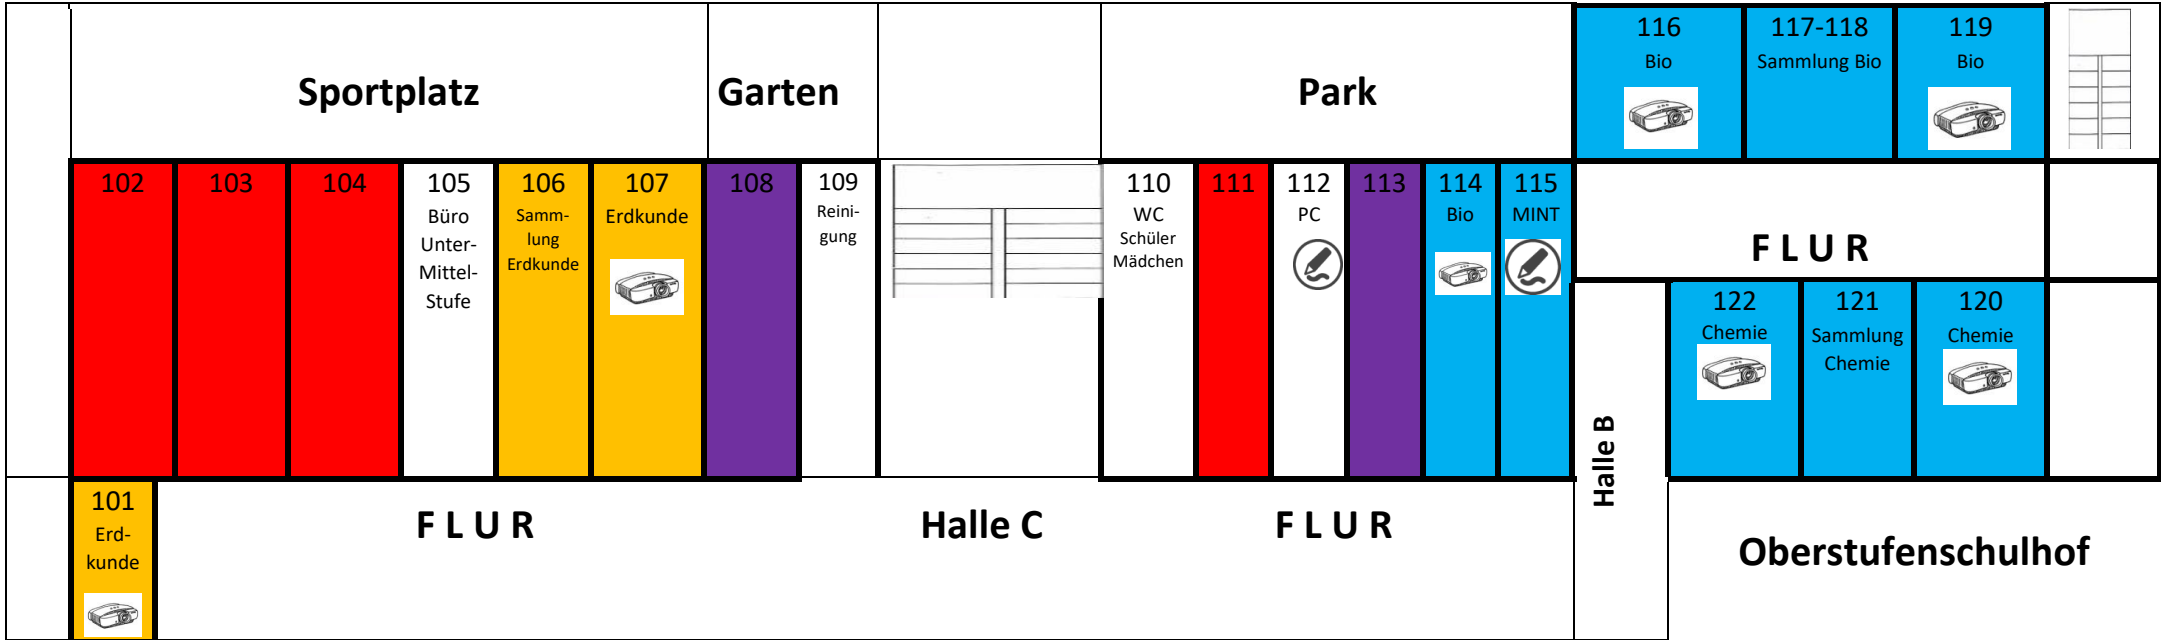 Sportplatz
Garten
Park
116
Bio
117-118
Sammlung Bio
119
Bio
102
103
104
105
Büro
Unter-
Mittel-
Stufe
106
Samm-
lung
Erdkunde
107
Erdkunde
108
109
Reini-
gung
110
WC
Schüler
Mädchen
111
112
PC
113
114
Bio
115
MINT
F L U R
122
Chemie
121
Sammlung
Chemie
120
Chemie
Halle B
101
Erd-
kunde
F L U R
Halle C
F L U R
Oberstufenschulhof